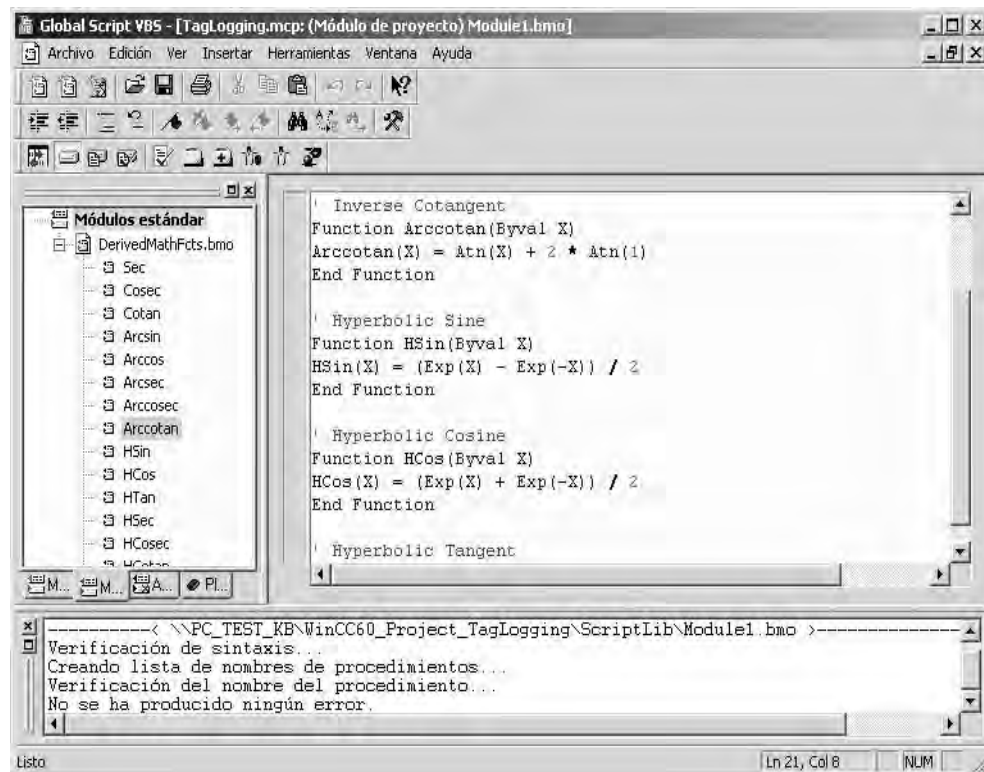 Global Script VBS - [TagLogging.mcp: (Módulo de proyecto) Module1.bmo]
Archivo Edición Ver Insertar Herramientas Ventana Ayuda
Módulos estándar
DerivedMathFcts.bmo
Sec
Cosec
Cotan
Arcsin
Arccos
Arcsec
Arccosec
Arccotan
HSin
HCos
HTan
HSec
HCosec
HCotan
M... M... A... Pl...
' Inverse Cotangent
Function Arccotan(Byval X)
Arccotan(X) = Atn(X) + 2 * Atn(1)
End Function
' Hyperbolic Sine
Function HSin(Byval X)
HSin(X) = (Exp(X) - Exp(-X)) / 2
End Function
' Hyperbolic Cosine
Function HCos(Byval X)
HCos(X) = (Exp(X) + Exp(-X)) / 2
End Function
' Hyperbolic Tangent
----------< \\PC_TEST_KB\WinCC60_Project_TagLogging\ScriptLib\Module1.bmo >--------------
Verificación de sintaxis...
Creando lista de nombres de procedimientos...
Verificación del nombre del procedimiento...
No se ha producido ningún error.
Listo Ln 21, Col 8 NUM